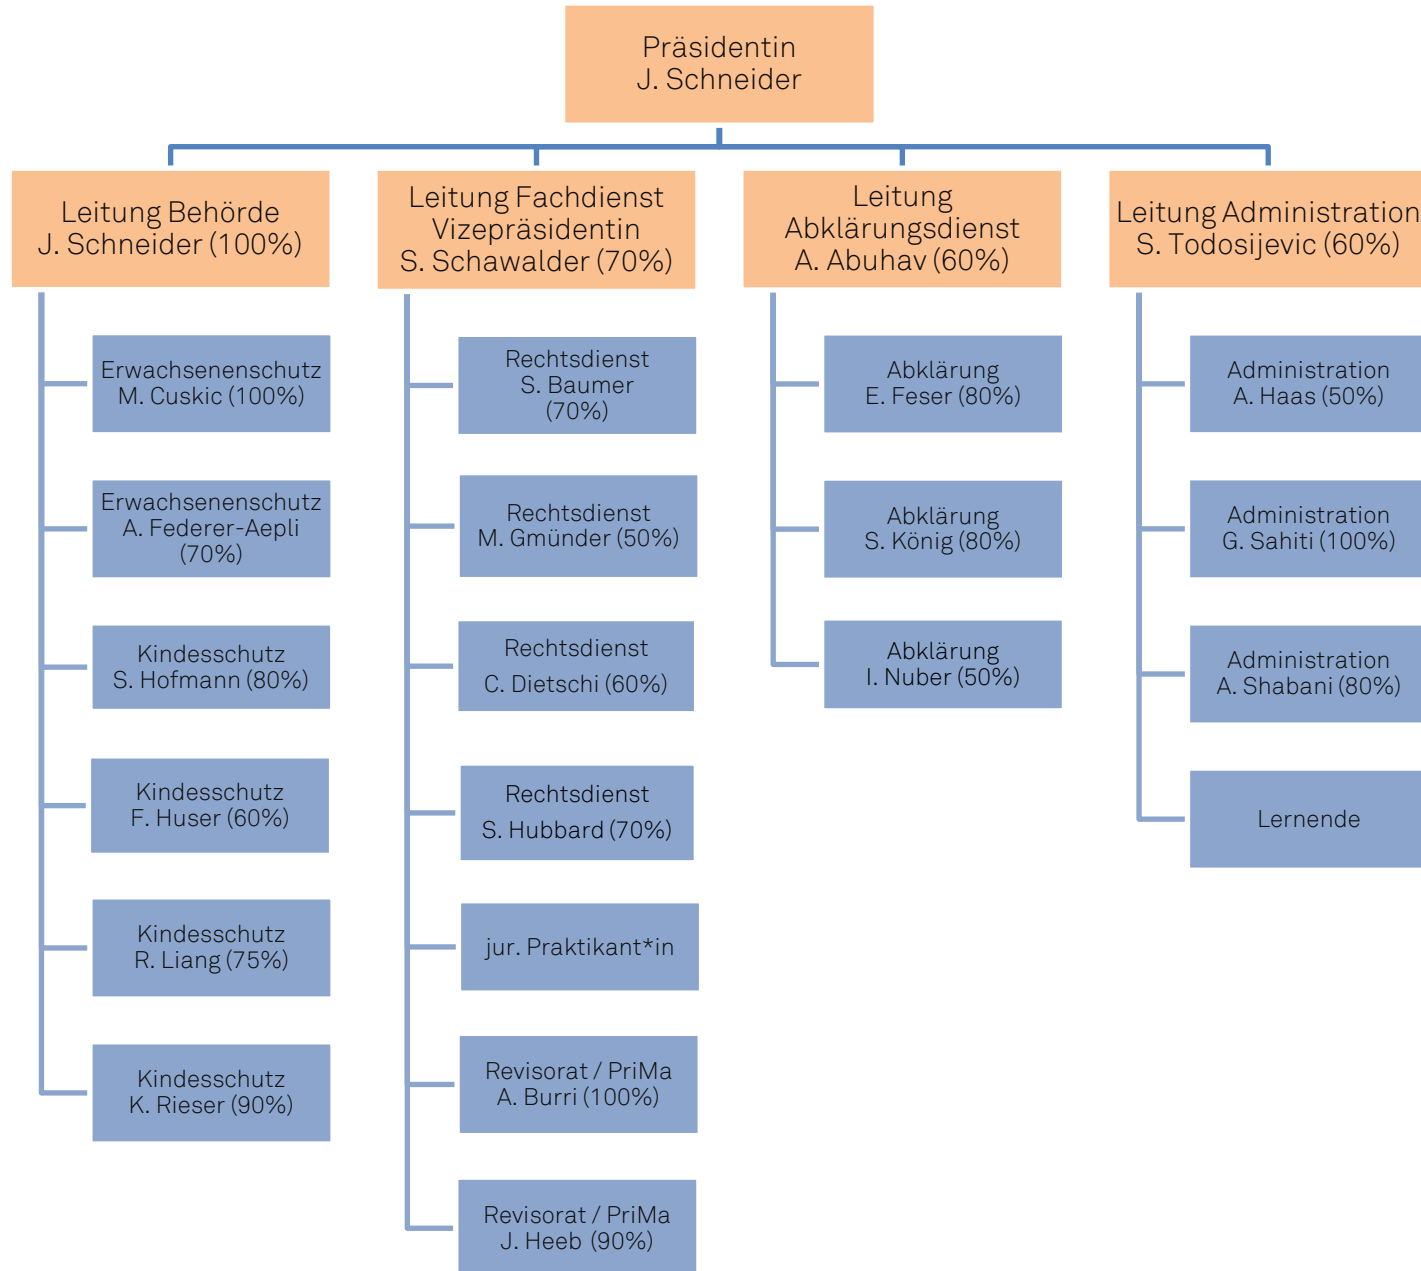 Präsidentin
J. Schneider
Leitung Behörde
J. Schneider (100%)
Erwachsenenschutz
M. Cuskic (100%)
Erwachsenenschutz
A. Federer-Aepli
(70%)
Kindesschutz
S. Hofmann (80%)
Kindesschutz
F. Huser (60%)
Kindesschutz
R. Liang (75%)
Kindesschutz
K. Rieser (90%)
Leitung Fachdienst
Vizepräsidentin
S. Schawalder (70%)
Rechtsdienst
S. Baumer
(70%)
Rechtsdienst
M. Gmünder (50%)
Rechtsdienst
C. Dietschi (60%)
Rechtsdienst
S. Hubbard (70%)
jur. Praktikant*in
Revisorat / PriMa
A. Burri (100%)
Revisorat / PriMa
J. Heeb (90%)
Leitung
Abklärungsdienst
A. Abuhav (60%)
Abklärung
E. Feser (80%)
Abklärung
S. König (80%)
Abklärung
I. Nuber (50%)
Leitung Administration
S. Todosijevic (60%)
Administration
A. Haas (50%)
Administration
G. Sahiti (100%)
Administration
A. Shabani (80%)
Lernende